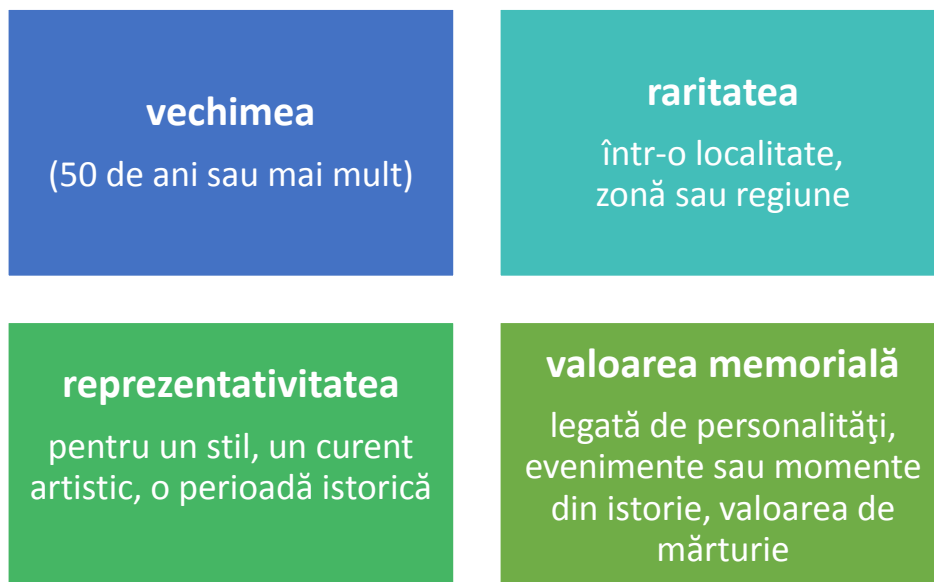 vechimea
(50 de ani sau mai mult)
raritatea
într-o localitate,
zonă sau regiune
reprezentativitatea
pentru un stil, un curent
artistic, o perioadă istorică
valoarea memorială
legată de personalităţi,
evenimente sau momente
din istorie, valoarea de
mărturie